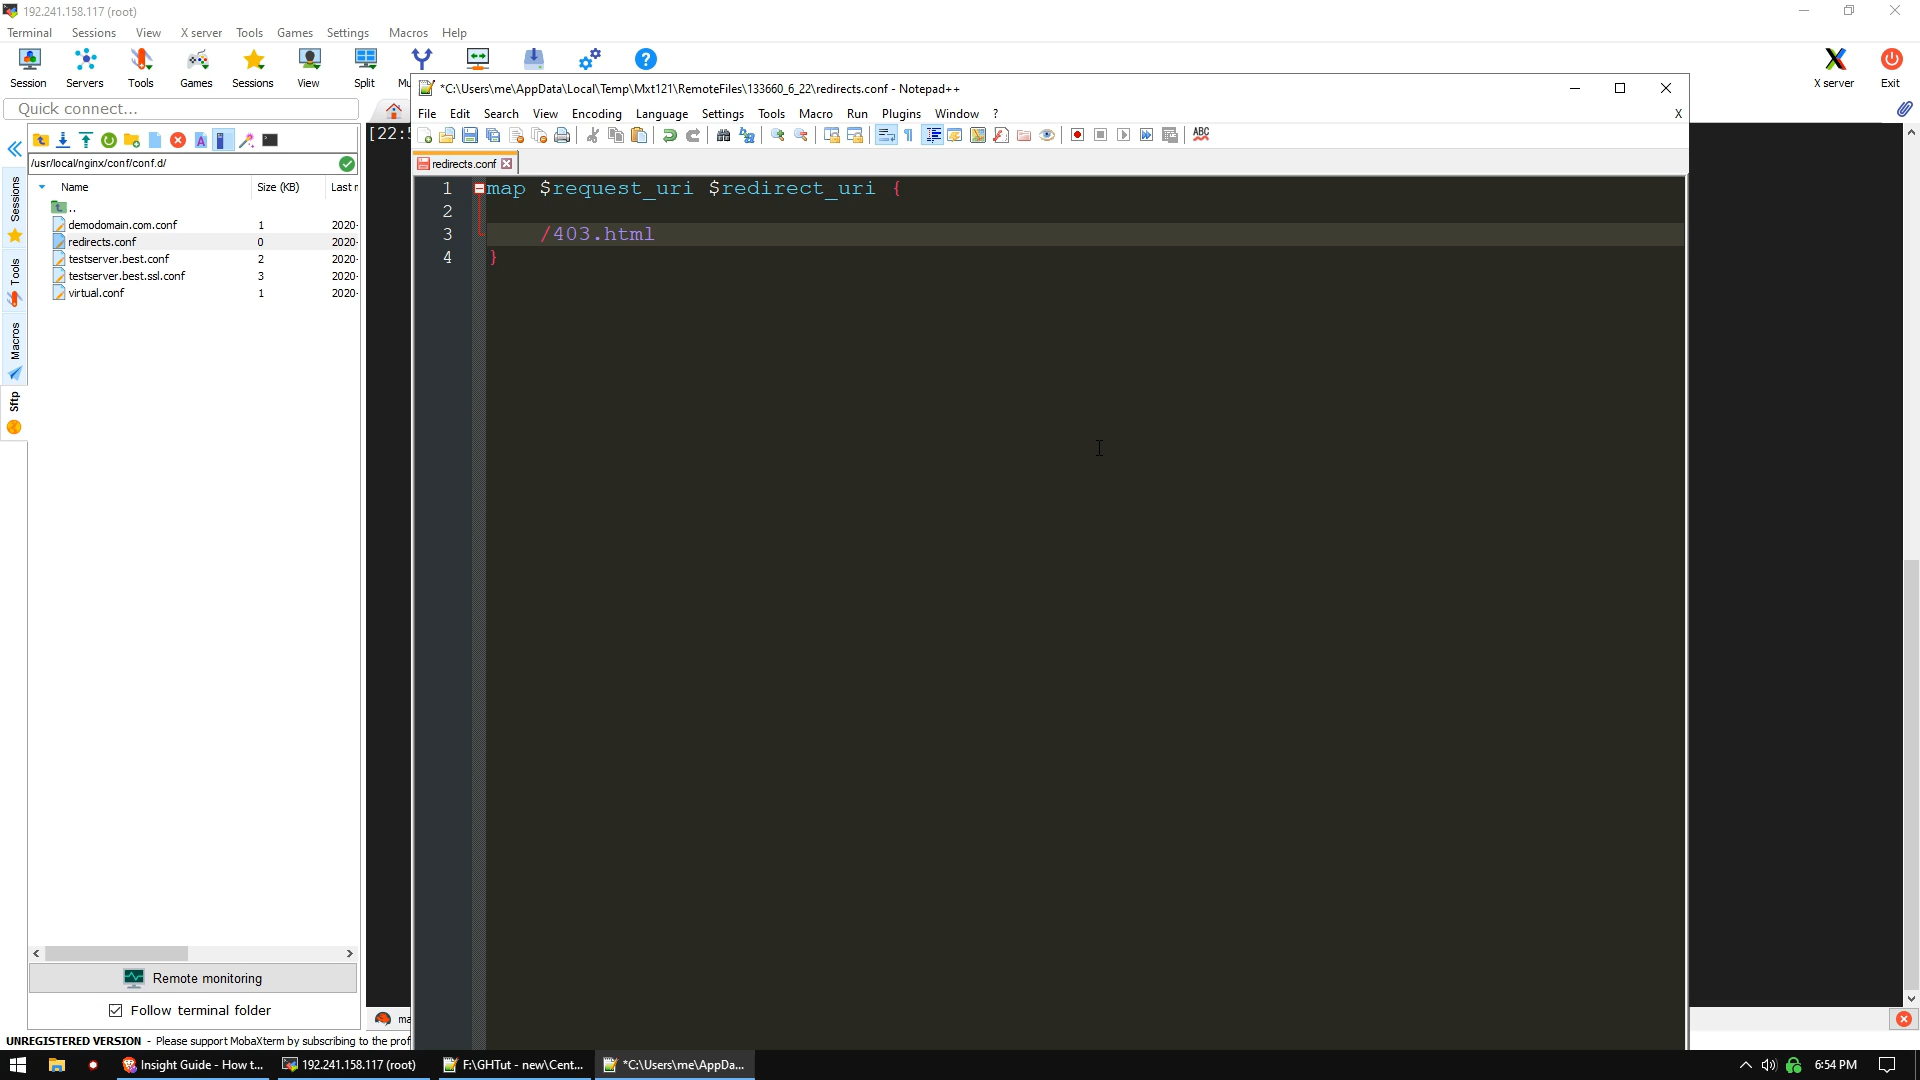 192.241.158.117 (root)
Terminal Sessions View X server Tools Games Settings Macros Help
Session Servers Tools Games Sessions View Split X server Exit
*C:\Users\me\AppData\Local\Temp\Mxt121\RemoteFiles\133660_6_22\redirects.conf - Notepad++
Quick connect...
File Edit Search View Encoding Language Settings Tools Macro Run Plugins Window ? X
[22:
ABC
/usr/local/nginx/conf/conf.d/
redirects.conf
Name Size (KB)
..
demodomain.com.conf 1 2020-
redirects.conf 0 2020-
testserver.best.conf 2 2020-
testserver.best.ssl.conf 3 2020-
virtual.conf 1 2020-
Sessions
Tools
Macros
Sftp
1 map $request_uri $redirect_uri {
2
3 /403.html
4 }
Remote monitoring
Follow terminal folder
UNREGISTERED VERSION - Please support MobaXterm by subscribing to the prof
Insight Guide - How t... 192.241.158.117 (root) F:\GHTut - new\Cent... *C:\Users\me\AppDa... 6:54 PM